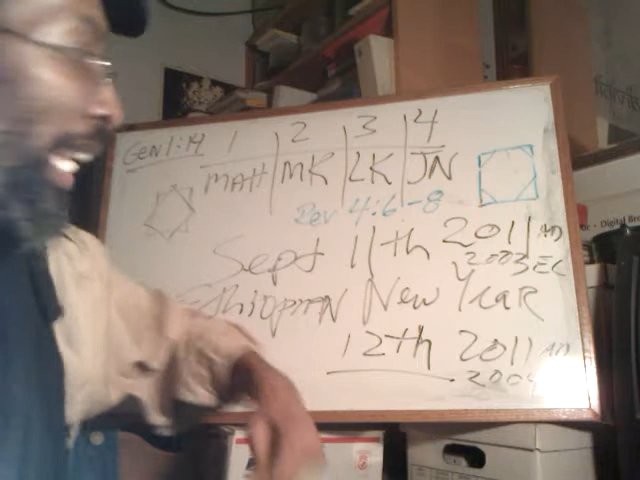 Gen 1:14 1 2 3 4
MATT MK LK JN
Rev 4:6-8
Sept 11th 2011 AD
2003 EC
Ethiopian New Year
12th 2011 AD